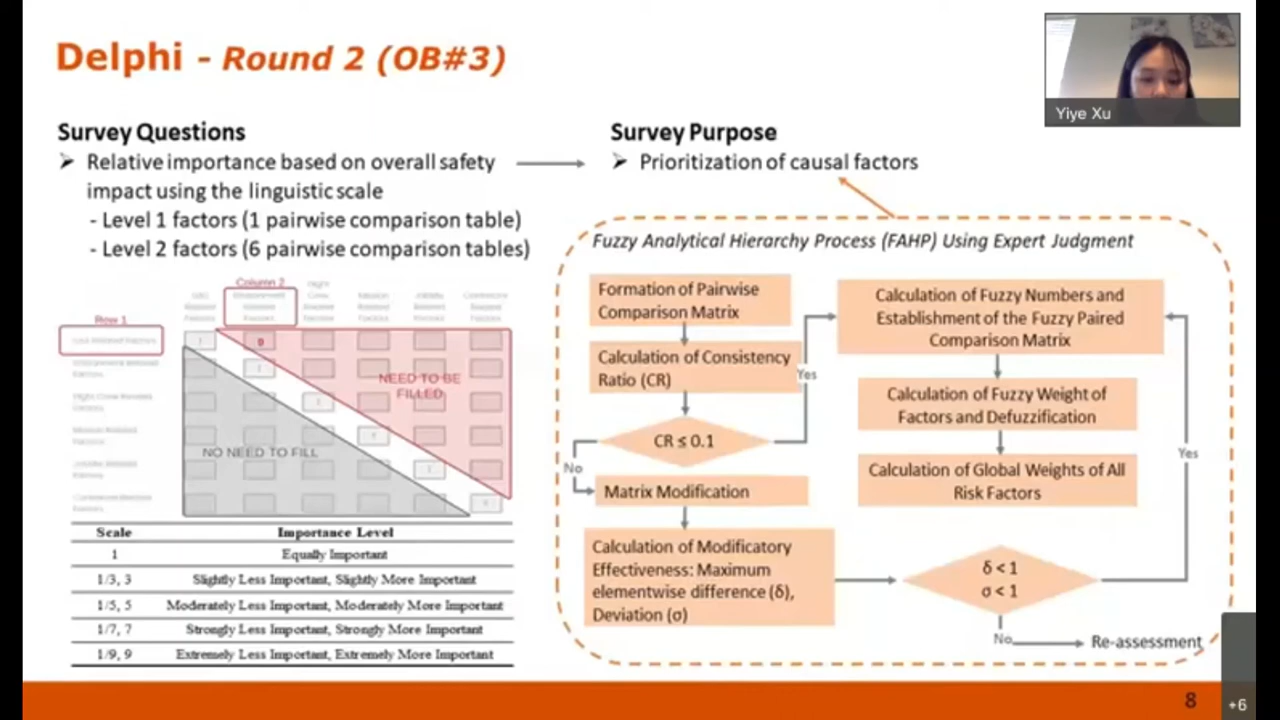 Delphi - Round 2 (OB#3)
Yiye Xu
Survey Questions
Relative importance based on overall safety
impact using the linguistic scale
- Level 1 factors (1 pairwise comparison table)
- Level 2 factors (6 pairwise comparison tables)
Survey Purpose
Prioritization of causal factors
Column 2
Row 1
NEED TO BE
FILLED
NO NEED TO FILL
Scale Importance Level
1 Equally Important
1/3, 3 Slightly Less Important, Slightly More Important
1/5, 5 Moderately Less Important, Moderately More Important
1/7, 7 Strongly Less Important, Strongly More Important
1/9, 9 Extremely Less Important, Extremely More Important
Fuzzy Analytical Hierarchy Process (FAHP) Using Expert Judgment
Formation of Pairwise
Comparison Matrix
Calculation of Consistency
Ratio (CR)
Yes
CR ≤ 0.1
No
Matrix Modification
Calculation of Modificatory
Effectiveness: Maximum
elementwise difference (δ),
Deviation (σ)
Calculation of Fuzzy Numbers and
Establishment of the Fuzzy Paired
Comparison Matrix
Calculation of Fuzzy Weight of
Factors and Defuzzification
Calculation of Global Weights of All
Risk Factors
Yes
δ < 1
σ < 1
No
Re-assessment
8
+6